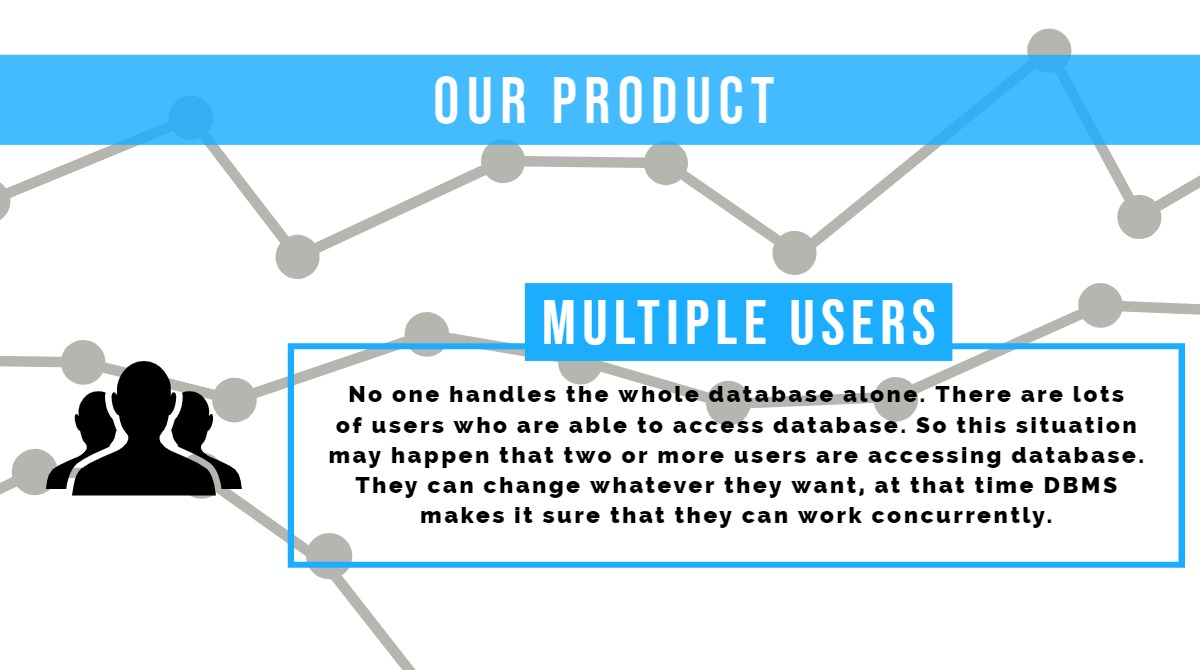 OUR PRODUCT
MULTIPLE USERS
No one handles the whole database alone. There are lots
of users who are able to access database. So this situation
may happen that two or more users are accessing database.
They can change whatever they want, at that time DBMS
makes it sure that they can work concurrently.